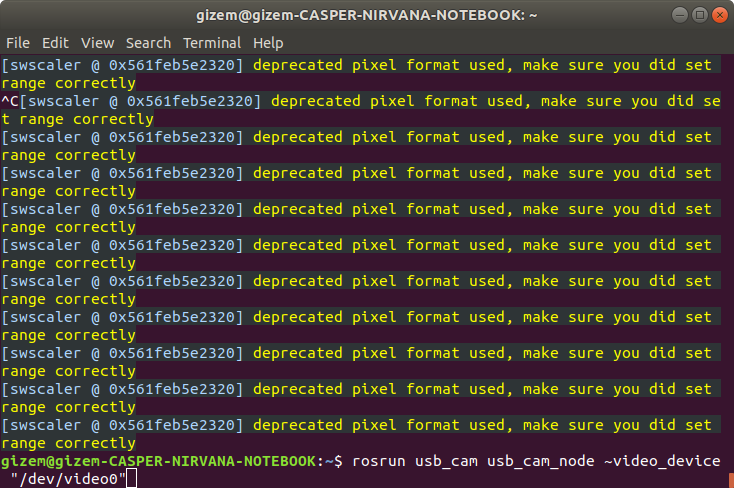 gizem@gizem-CASPER-NIRVANA-NOTEBOOK: ~
File Edit View Search Terminal Help
[swscaler @ 0x561feb5e2320] deprecated pixel format used, make sure you did set
range correctly
^C[swscaler @ 0x561feb5e2320] deprecated pixel format used, make sure you did se
t range correctly
[swscaler @ 0x561feb5e2320] deprecated pixel format used, make sure you did set
range correctly
[swscaler @ 0x561feb5e2320] deprecated pixel format used, make sure you did set
range correctly
[swscaler @ 0x561feb5e2320] deprecated pixel format used, make sure you did set
range correctly
[swscaler @ 0x561feb5e2320] deprecated pixel format used, make sure you did set
range correctly
[swscaler @ 0x561feb5e2320] deprecated pixel format used, make sure you did set
range correctly
[swscaler @ 0x561feb5e2320] deprecated pixel format used, make sure you did set
range correctly
[swscaler @ 0x561feb5e2320] deprecated pixel format used, make sure you did set
range correctly
[swscaler @ 0x561feb5e2320] deprecated pixel format used, make sure you did set
range correctly
[swscaler @ 0x561feb5e2320] deprecated pixel format used, make sure you did set
range correctly
gizem@gizem-CASPER-NIRVANA-NOTEBOOK:~$ rosrun usb_cam usb_cam_node ~video_device
"/dev/video0"